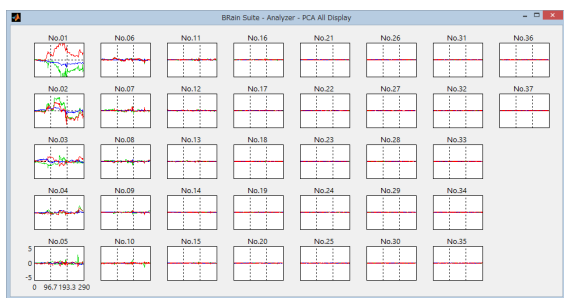 BRain Suite - Analyzer - PCA All Display
No.01 No.06 No.11 No.16 No.21 No.26 No.31 No.36
No.02 No.07 No.12 No.17 No.22 No.27 No.32 No.37
No.03 No.08 No.13 No.18 No.23 No.28 No.33
No.04 No.09 No.14 No.19 No.24 No.29 No.34
No.05 No.10 No.15 No.20 No.25 No.30 No.35
5
0
-5
0 96.7 193.3 290